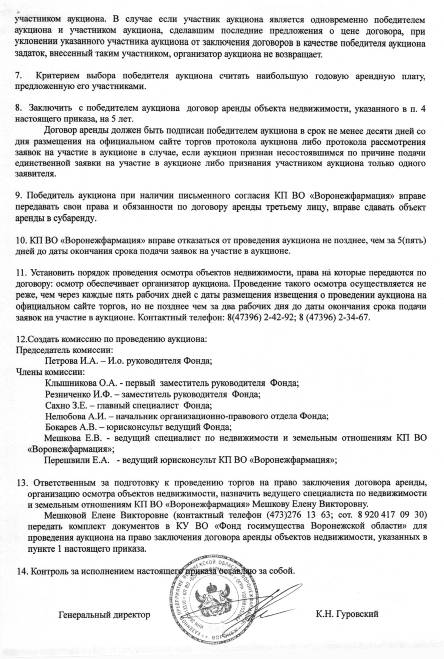 участником аукциона. В случае если участник аукциона является одновременно победителем
аукциона и участником аукциона, сделавшим последние предложения о цене договора, при
уклонении указанного участника аукциона от заключения договоров в качестве победителя аукциона
задаток, внесенный таким участником, организатор аукциона не возвращает.
7. Критерием выбора победителя аукциона считать наибольшую годовую арендную плату,
предложенную его участниками.
8. Заключить с победителем аукциона договор аренды объекта недвижимости, указанного в п. 4
настоящего приказа, на 5 лет.
Договор аренды должен быть подписан победителем аукциона в срок не менее десяти дней со
дня размещения на официальном сайте торгов протокола аукциона либо протокола рассмотрения
заявок на участие в аукционе в случае, если аукцион признан несостоявшимся по причине подачи
единственной заявки на участие в аукционе либо признания участником аукциона только одного
заявителя.
9. Победитель аукциона при наличии письменного согласия КП ВО «Воронежфармация» вправе
передавать свои права и обязанности по договору аренды третьему лицу, вправе сдавать объект
аренды в субаренду.
10. КП ВО «Воронежфармация» вправе отказаться от проведения аукциона не позднее, чем за 5(пять)
дней до даты окончания срока подачи заявок на участие в аукционе.
11. Установить порядок проведения осмотра объектов недвижимости, права на которые передаются по
договору: осмотр обеспечивает организатор аукциона. Проведение такого осмотра осуществляется не
реже, чем через каждые пять рабочих дней с даты размещения извещения о проведении аукциона на
официальном сайте торгов, но не позднее чем за два рабочих дня до даты окончания срока подачи
заявок на участие в аукционе. Контактный телефон: 8(47396) 2-42-92; 8 (47396) 2-34-67.
12.Создать комиссию по проведению аукциона:
Председатель комиссии:
Петрова И.А. – И.о. руководителя Фонда;
Члены комиссии:
Клышникова О.А. - первый заместитель руководителя Фонда;
Резниченко И.Ф. – заместитель руководителя Фонда;
Сахно З.Е. – главный специалист Фонда;
Нелюбова А.И. – начальник организационно-правового отдела Фонда;
Бокарев А.В. – юрисконсульт ведущий Фонда;
Мешкова Е.В. - ведущий специалист по недвижимости и земельным отношениям КП ВО
«Воронежфармация»;
Перешвили Е.А. - ведущий юрисконсульт КП ВО «Воронежфармация»;
13. Ответственным за подготовку к проведению торгов на право заключения договора аренды,
организацию осмотра объектов недвижимости, назначить ведущего специалиста по недвижимости
и земельным отношениям КП ВО «Воронежфармация» Мешкову Елену Викторовну.
Мешковой Елене Викторовне (контактный телефон (473)276 13 63; сот. 8 920 417 09 30)
передать комплект документов в КУ ВО «Фонд госимущества Воронежской области» для
проведения аукциона на право заключения договора аренды объектов недвижимости, указанных в
пункте 1 настоящего приказа.
14. Контроль за исполнением настоящего приказа оставляю за собой.
Генеральный директор К.Н. Гуровский